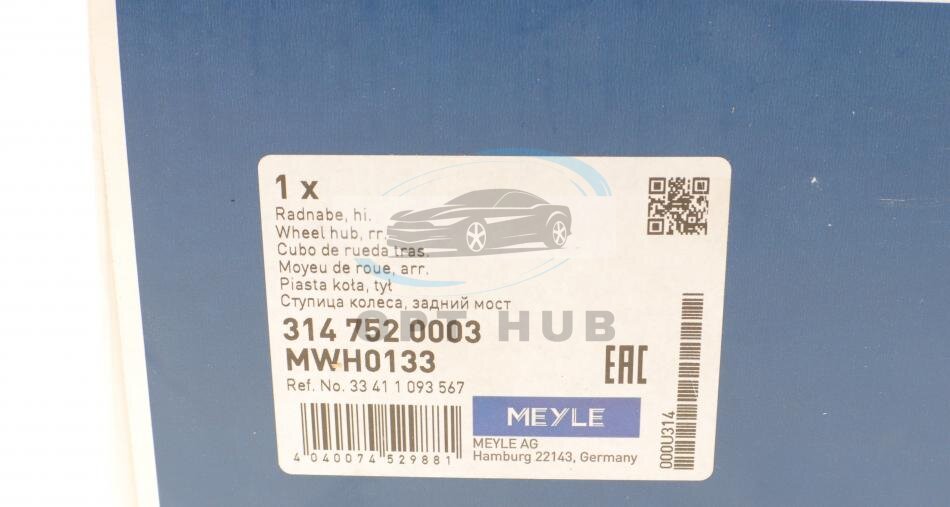 1 x
Radnabe, hi.
Wheel hub, rr.
Cubo de rueda tras.
Moyeu de roue, arr.
Piasta koła, tył
Ступица колеса, задний мост
314 752 0003
MWH0133
Ref. No. 33 41 1 093 567
4 040074 529881
MEYLE
MEYLE AG
Hamburg 22143, Germany
EAC
000U314
OPT HUB